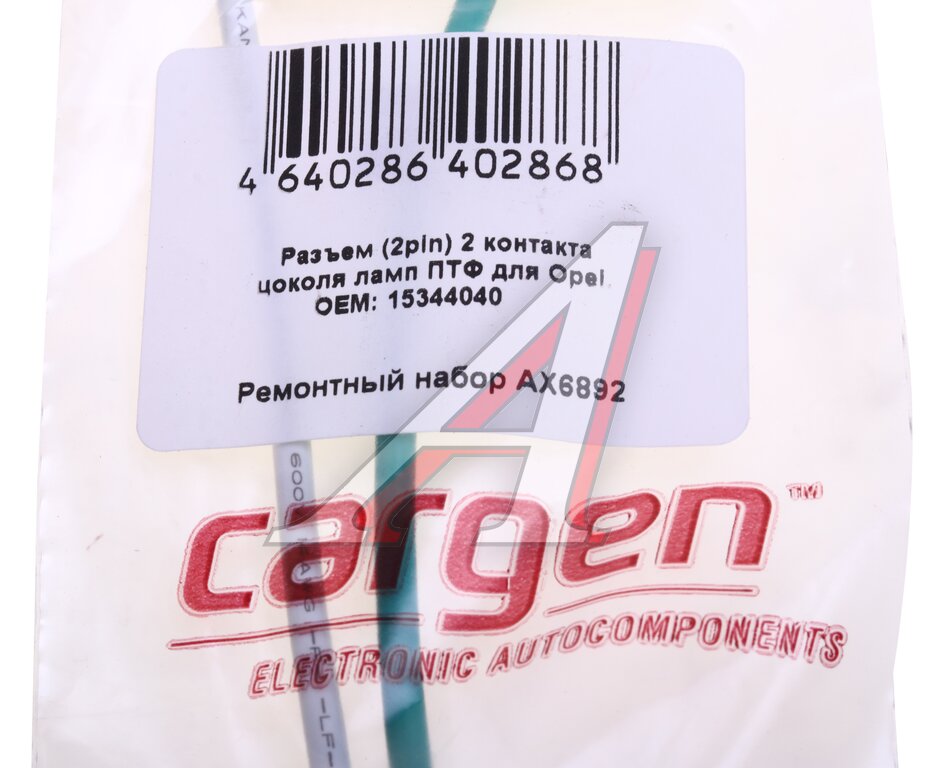 4 640286 402868
Разъем (2pin) 2 контакта
цоколя ламп ПТФ для Opel
OEM: 15344040
Ремонтный набор AX6892
cargen™
ELECTRONIC AUTOCOMPONENTS